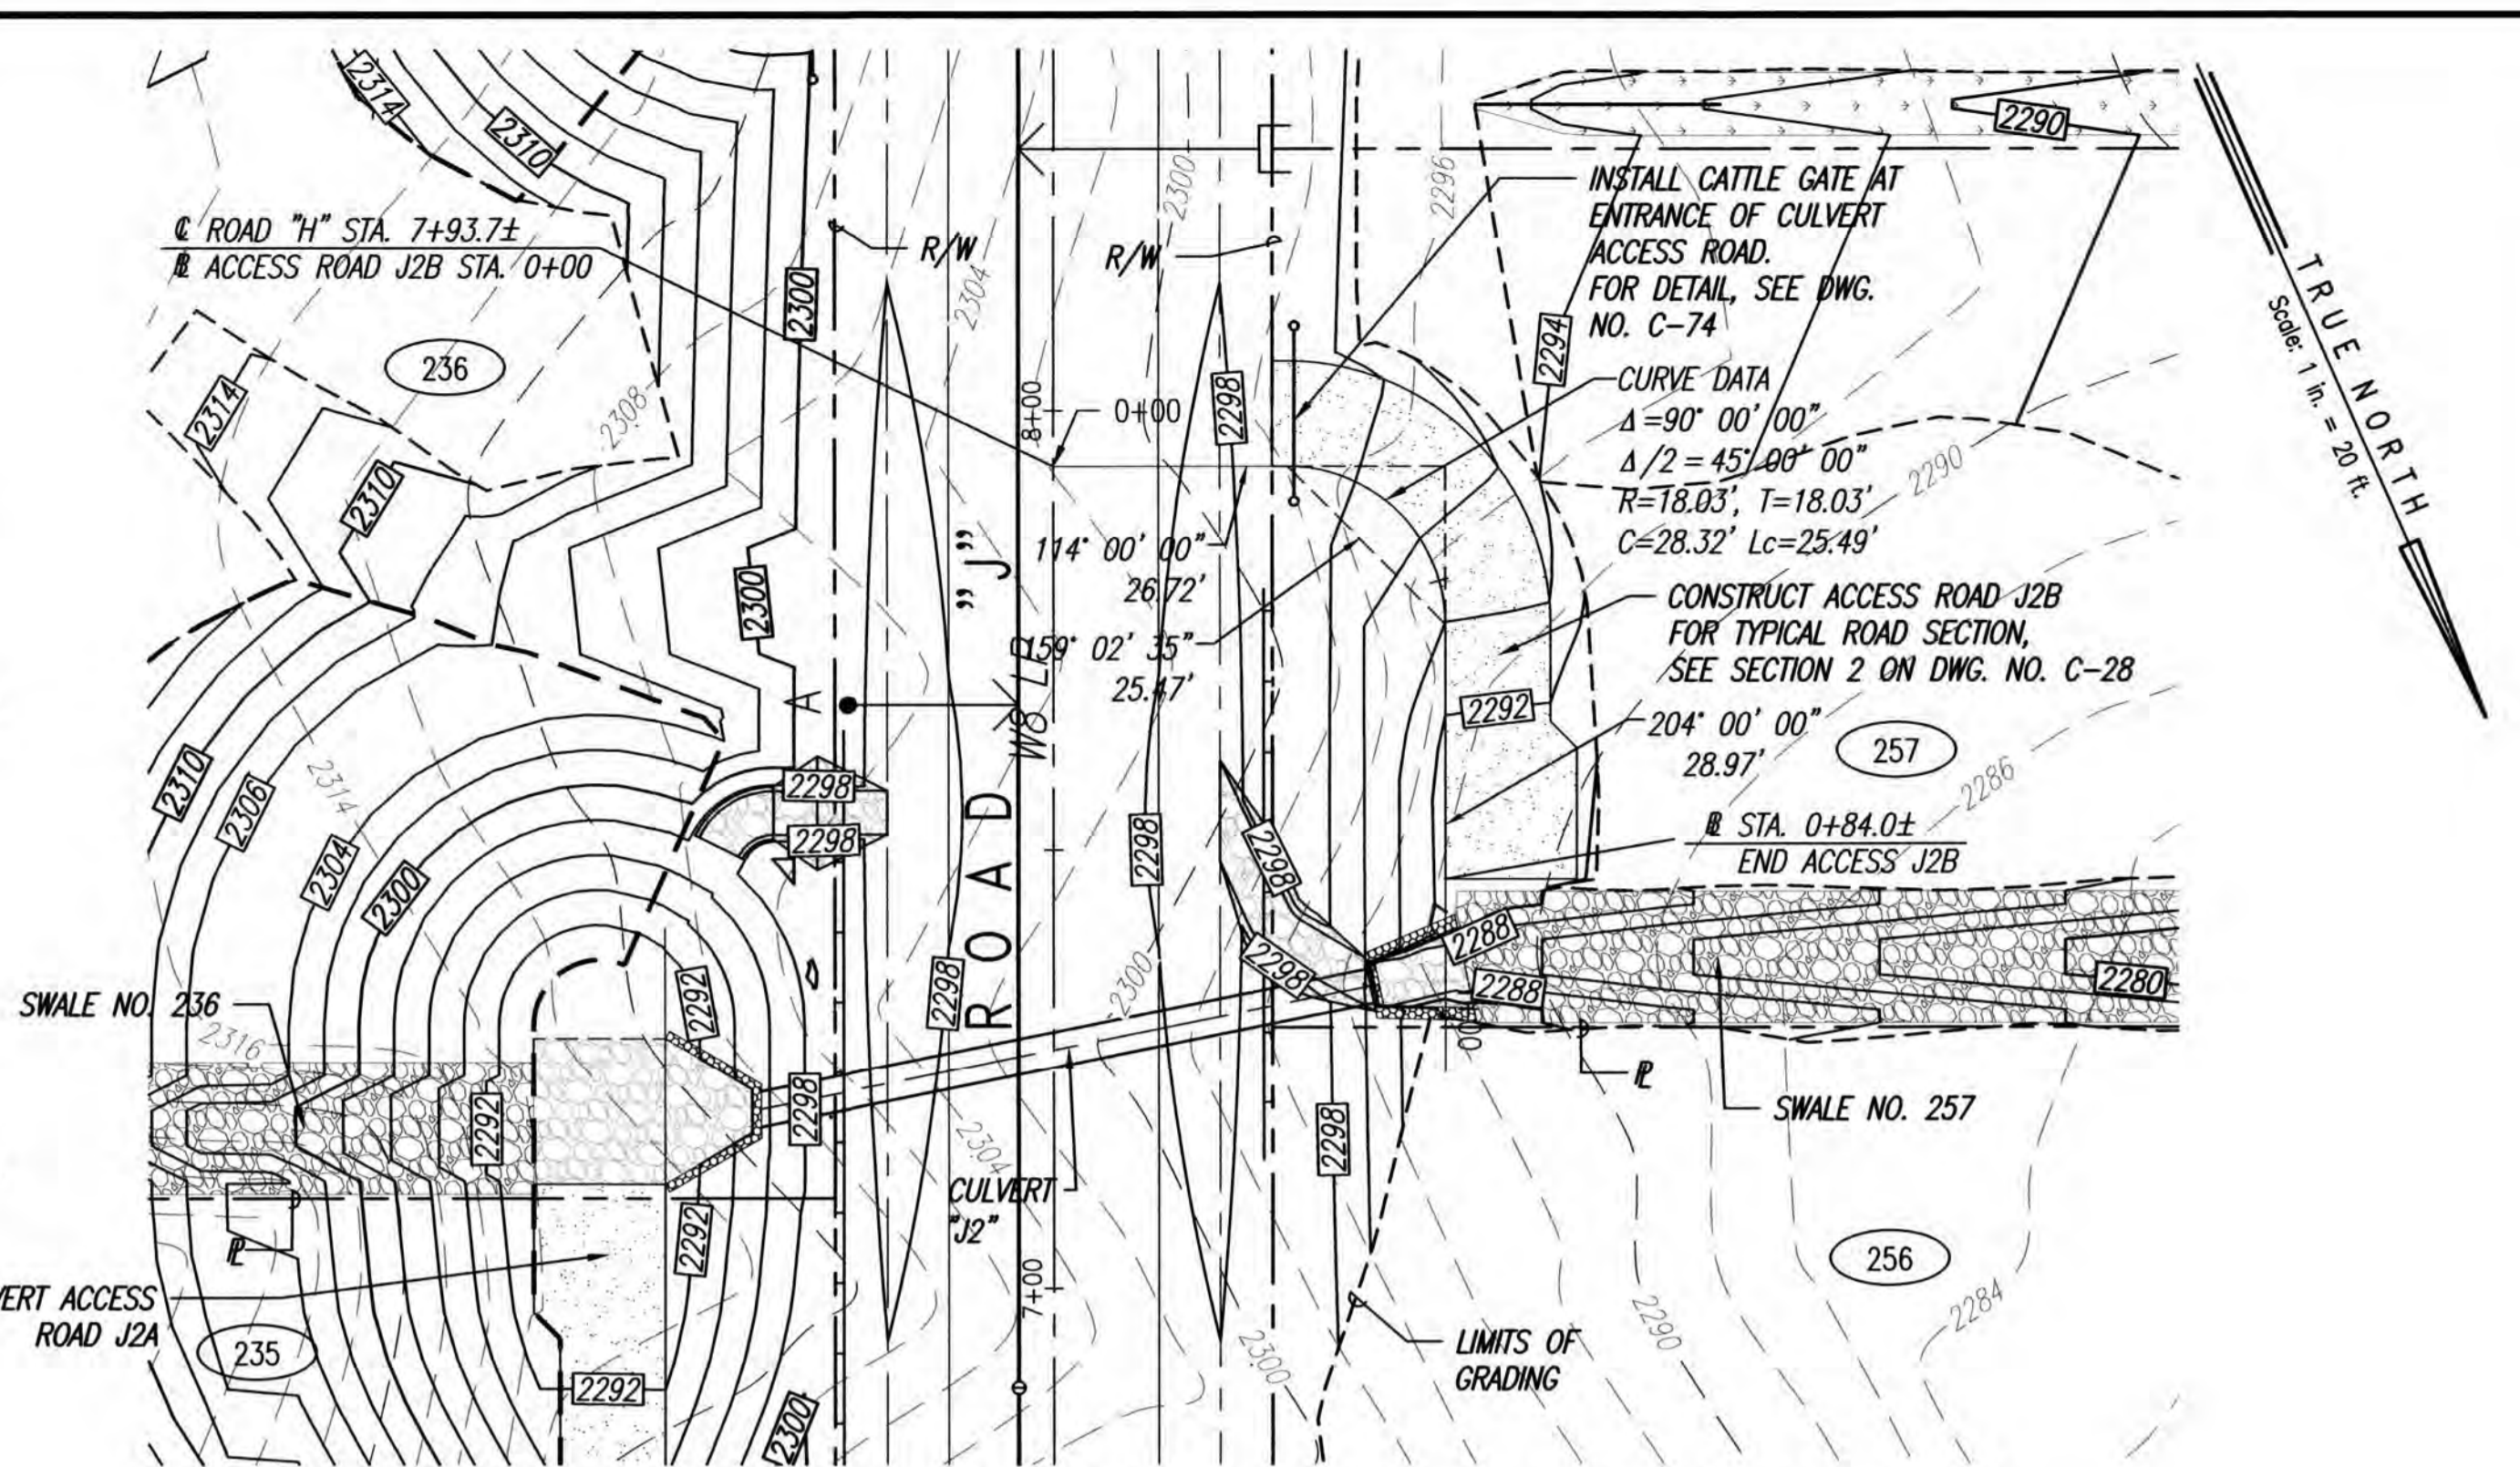 2314
2310
2290
INSTALL CATTLE GATE AT
ENTRANCE OF CULVERT
ACCESS ROAD.
FOR DETAIL, SEE DWG.
NO. C-74
2300
2296
℄ ROAD "H" STA. 7+93.7±
ACCESS ROAD J2B STA. 0+00
R/W
R/W
2300
2304
TRUE NORTH
Scale: 1 in. = 20 ft.
236
2314
2308
2310
8+00
0+00
2298
2294
CURVE DATA
Δ=90° 00' 00"
Δ/2=45° 00' 00"
R=18.03', T=18.03'
C=28.32' Lc=25.49'
2290
114° 00' 00"
26.72'
159° 02' 35"
25.47'
2300
ROAD "J"
A
CONSTRUCT ACCESS ROAD J2B
FOR TYPICAL ROAD SECTION,
SEE SECTION 2 ON DWG. NO. C-28
2292
204° 00' 00"
28.97'
257
2286
STA. 0+84.0±
END ACCESS J2B
2310
2306
2314
2304
2300
2298
2298
2298
2298
2298
2298
2288
2288
2280
2300
2292
SWALE NO. 236
2316
2292
2298
2298
2304
CULVERT
"J2"
PL
SWALE NO. 257
PL
2292
7+00
256
2284
2290
2300
LIMITS OF
GRADING
ACCESS
ROAD J2A
235
2292
2300